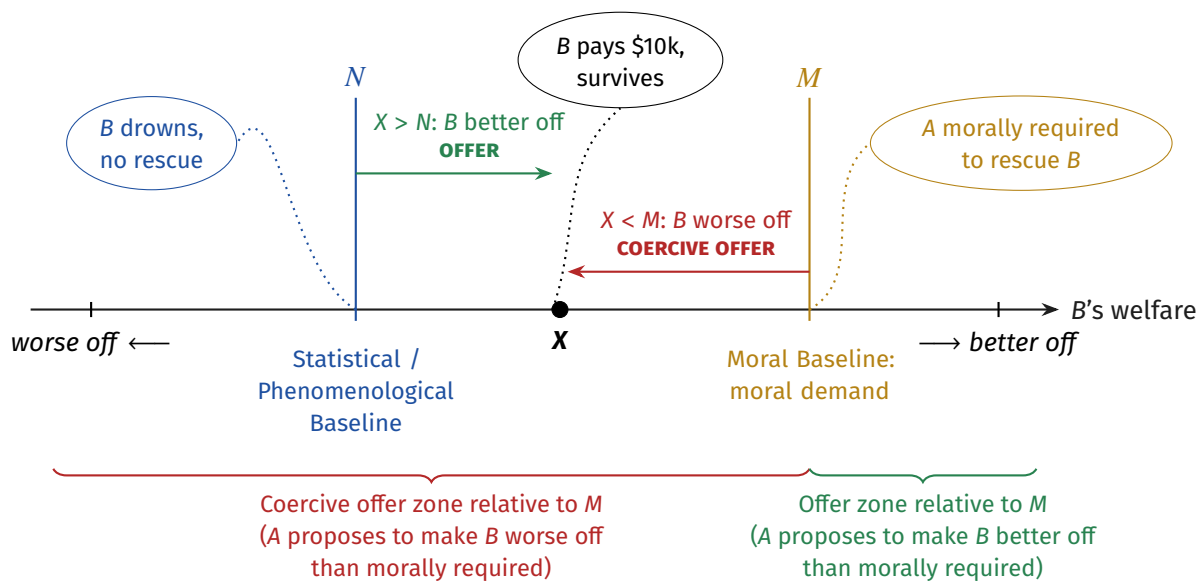 B pays $10k,
survives
N
M
B drowns,
no rescue
X > N: B better off
OFFER
A morally required
to rescue B
X < M: B worse off
COERCIVE OFFER
B's welfare
worse off ⟵
X
⟶ better off
Statistical /
Phenomenological
Baseline
Moral Baseline:
moral demand
Coercive offer zone relative to M
(A proposes to make B worse off
than morally required)
Offer zone relative to M
(A proposes to make B better off
than morally required)